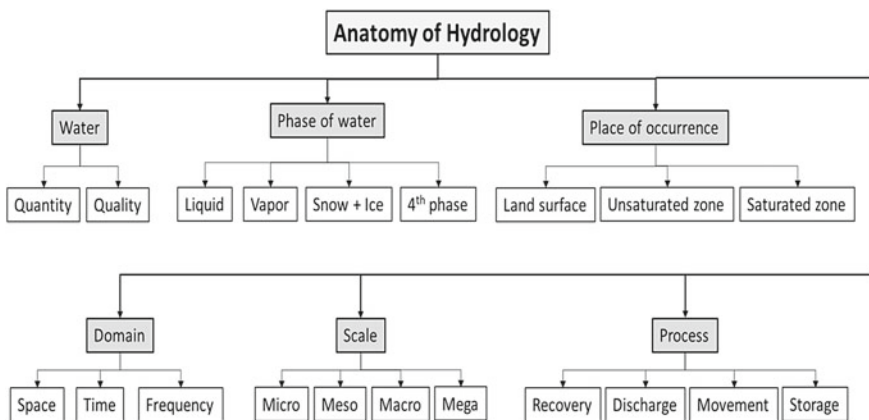 Anatomy of Hydrology
Water
Phase of water
Place of occurrence
Quantity
Quality
Liquid
Vapor
Snow + Ice
4th phase
Land surface
Unsaturated zone
Saturated zone
Domain
Scale
Process
Space
Time
Frequency
Micro
Meso
Macro
Mega
Recovery
Discharge
Movement
Storage